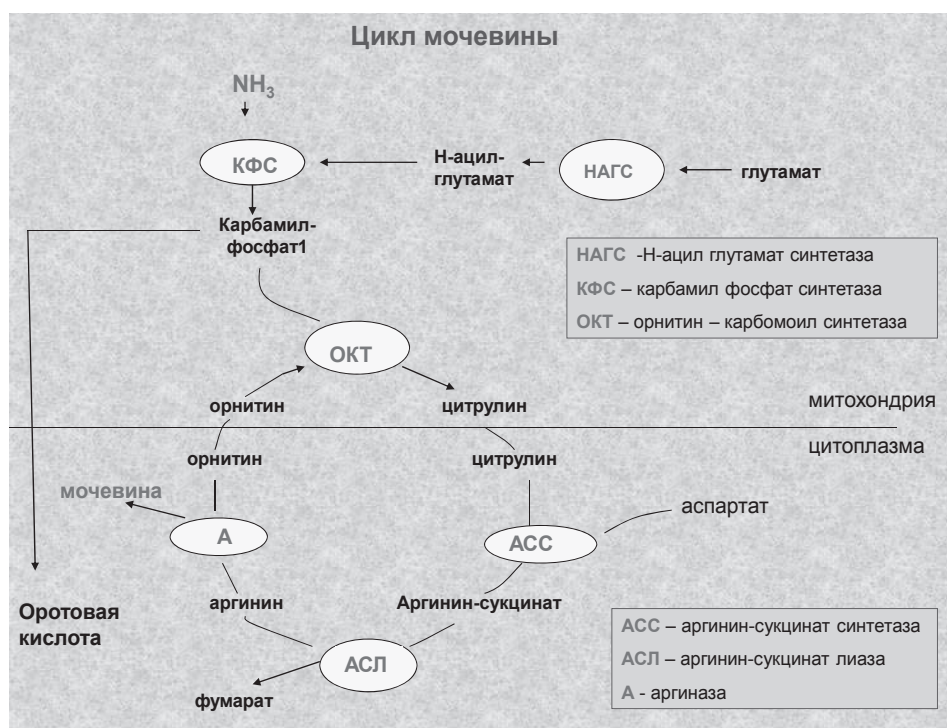 Цикл мочевины
NH3
КФС
Н-ацил-
глутамат
НАГС
глутамат
Карбамил-
фосфат1
НАГС -Н-ацил глутамат синтетаза
КФС – карбамил фосфат синтетаза
ОКТ – орнитин – карбомоил синтетаза
ОКТ
орнитин
цитрулин
митохондрия
цитоплазма
орнитин
цитрулин
мочевина
аспартат
А
АСС
аргинин
Аргинин-сукцинат
Оротовая
кислота
АСЛ
фумарат
АСС – аргинин-сукцинат синтетаза
АСЛ – аргинин-сукцинат лиаза
А - аргиназа